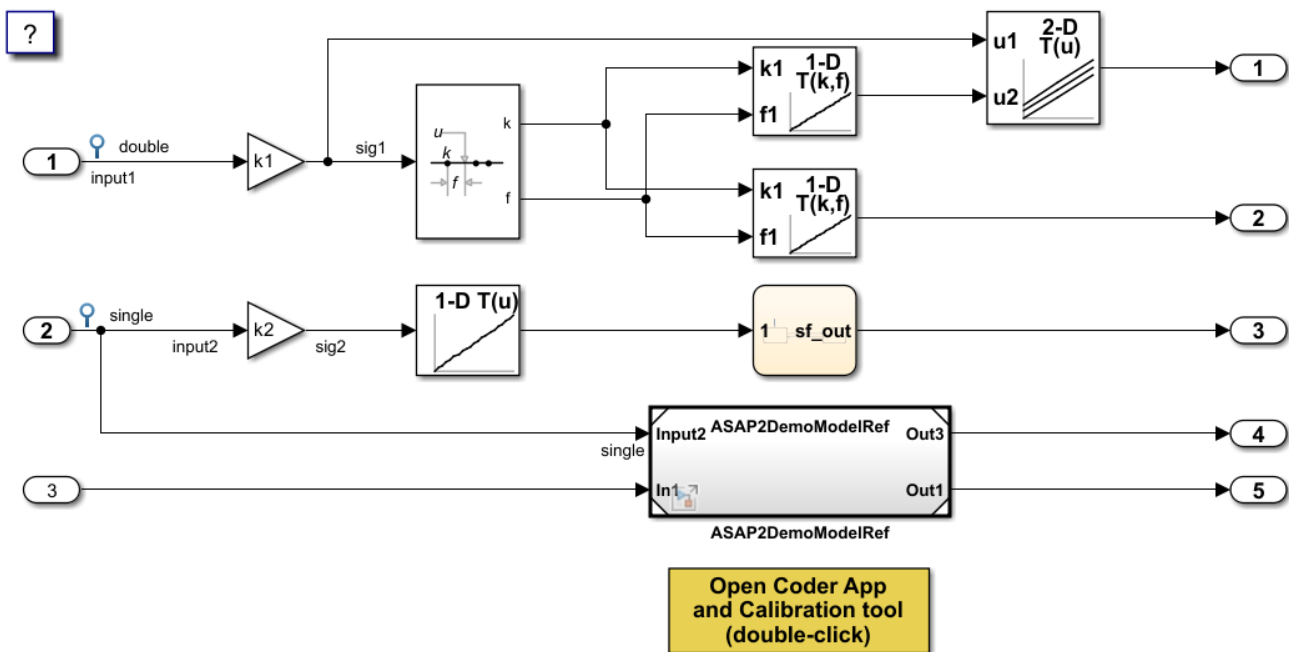 ?
2-D
T(u)
u1
u2
1
1-D
T(k,f)
k1
f1
double
1
input1
k1
sig1
u
k
f
k
f
1-D
T(k,f)
k1
f1
2
single
2
input2
k2
sig2
1-D T(u)
1
sf_out
3
ASAP2DemoModelRef
Input2
Out3
4
single
3
In1
Out1
5
ASAP2DemoModelRef
Open Coder App
and Calibration tool
(double-click)